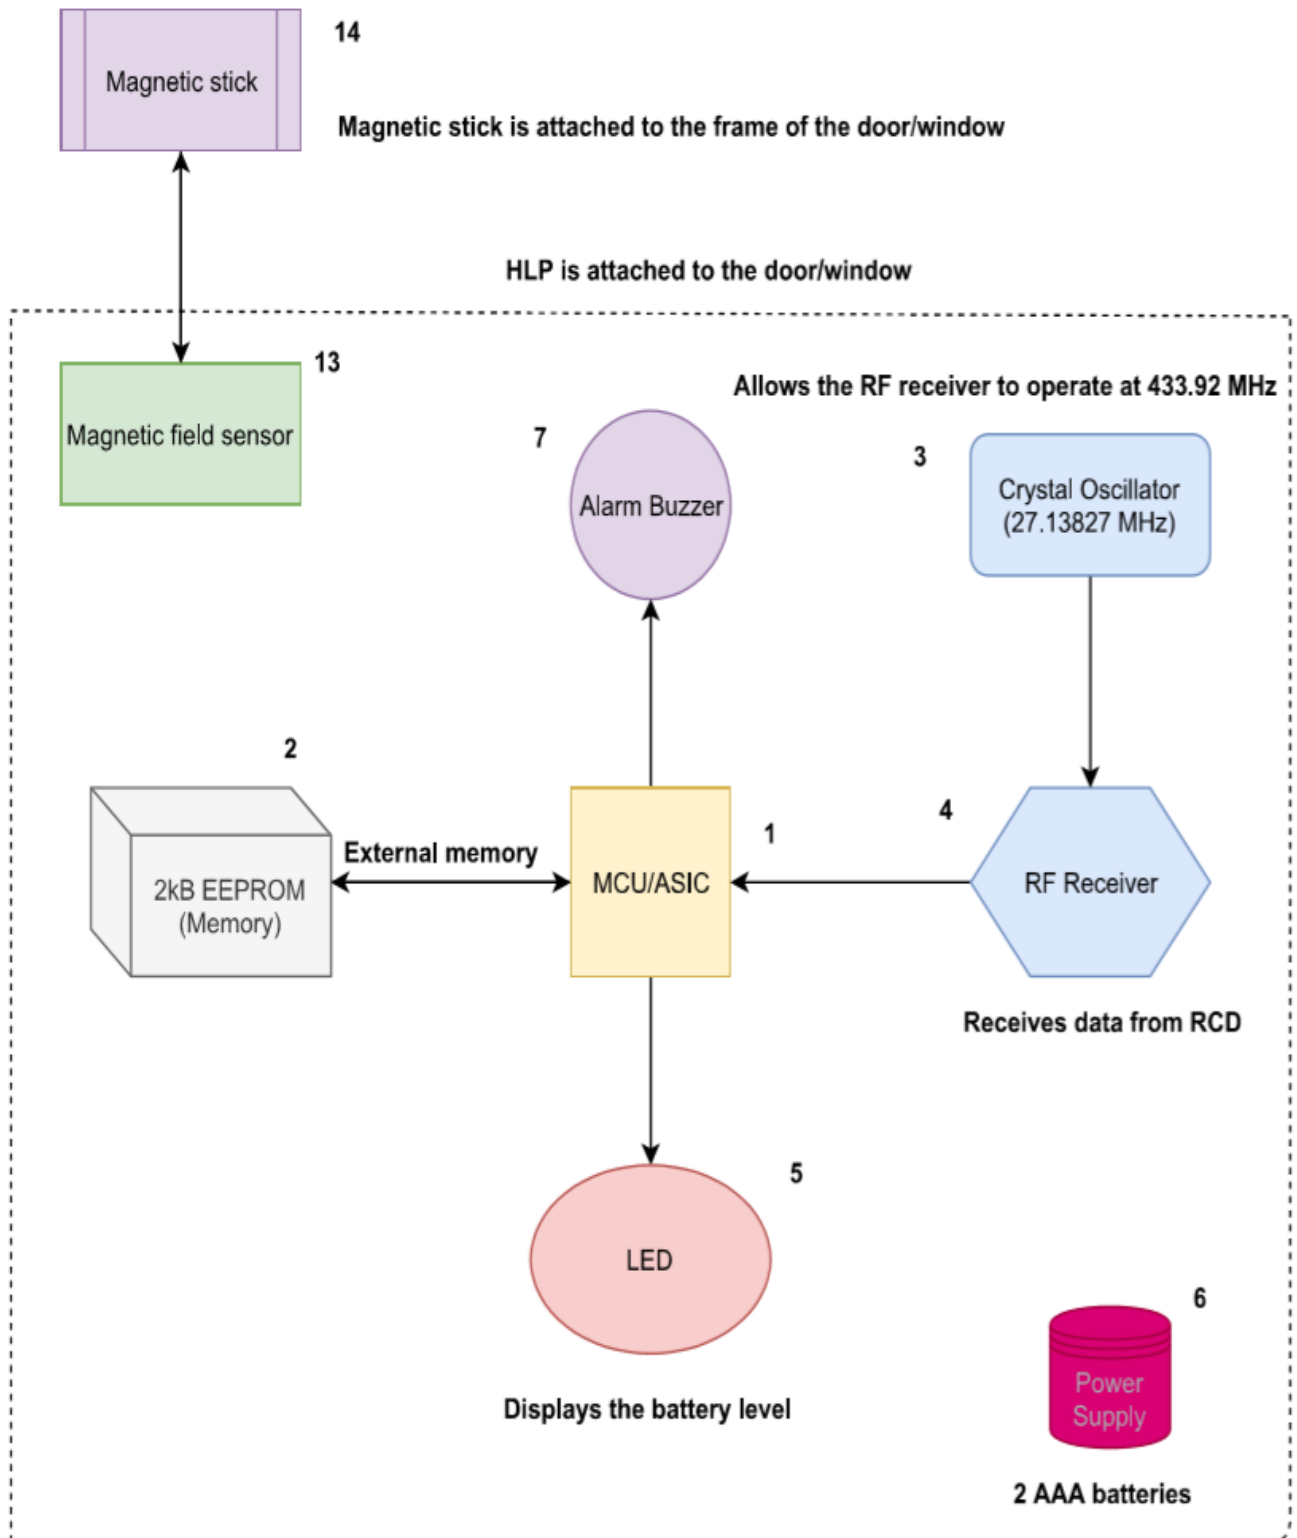 14
Magnetic stick
Magnetic stick is attached to the frame of the door/window
HLP is attached to the door/window
13
Magnetic field sensor
Allows the RF receiver to operate at 433.92 MHz
7
Alarm Buzzer
3
Crystal Oscillator
(27.13827 MHz)
2
2kB EEPROM
(Memory)
External memory
1
MCU/ASIC
4
RF Receiver
Receives data from RCD
5
LED
Displays the battery level
6
Power
Supply
2 AAA batteries